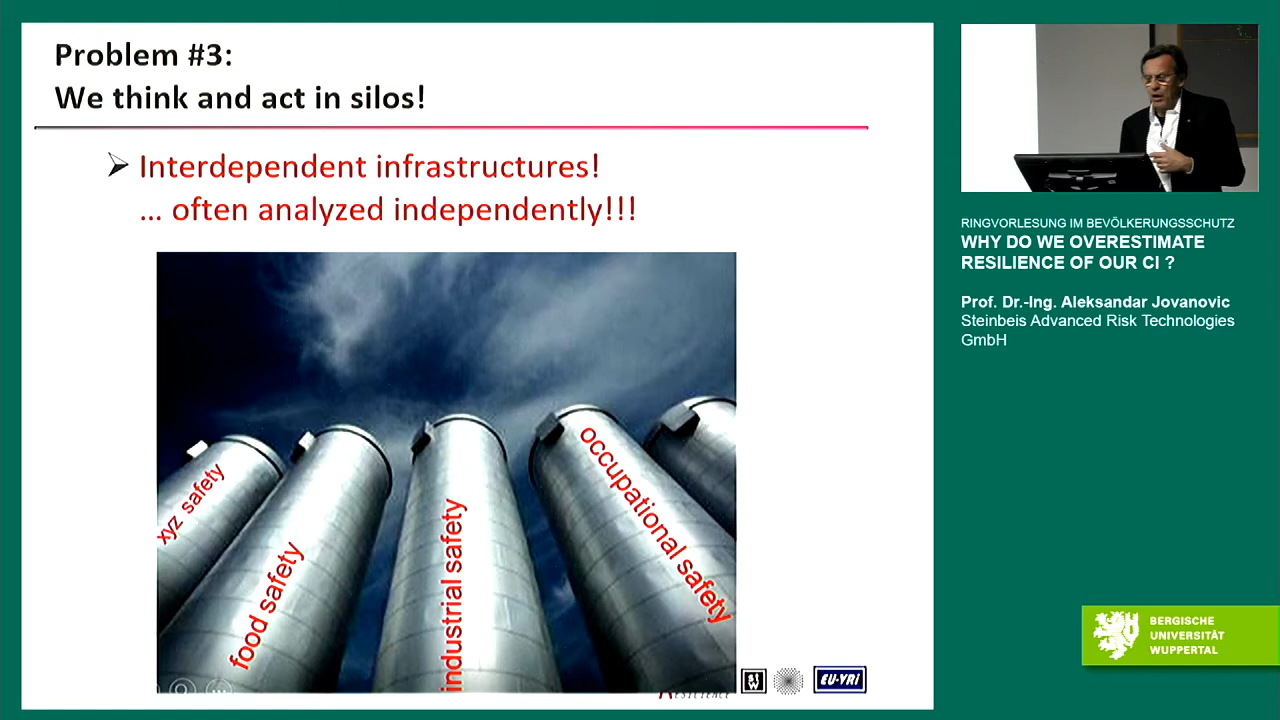 Problem #3:
We think and act in silos!
Interdependent infrastructures!
... often analyzed independently!!!
xyz safety
food safety
industrial safety
occupational safety
EU-VRi
RINGVORLESUNG IM BEVÖLKERUNGSSCHUTZ
WHY DO WE OVERESTIMATE
RESILIENCE OF OUR CI ?
Prof. Dr.-Ing. Aleksandar Jovanovic
Steinbeis Advanced Risk Technologies
GmbH
BERGISCHE
UNIVERSITÄT
WUPPERTAL